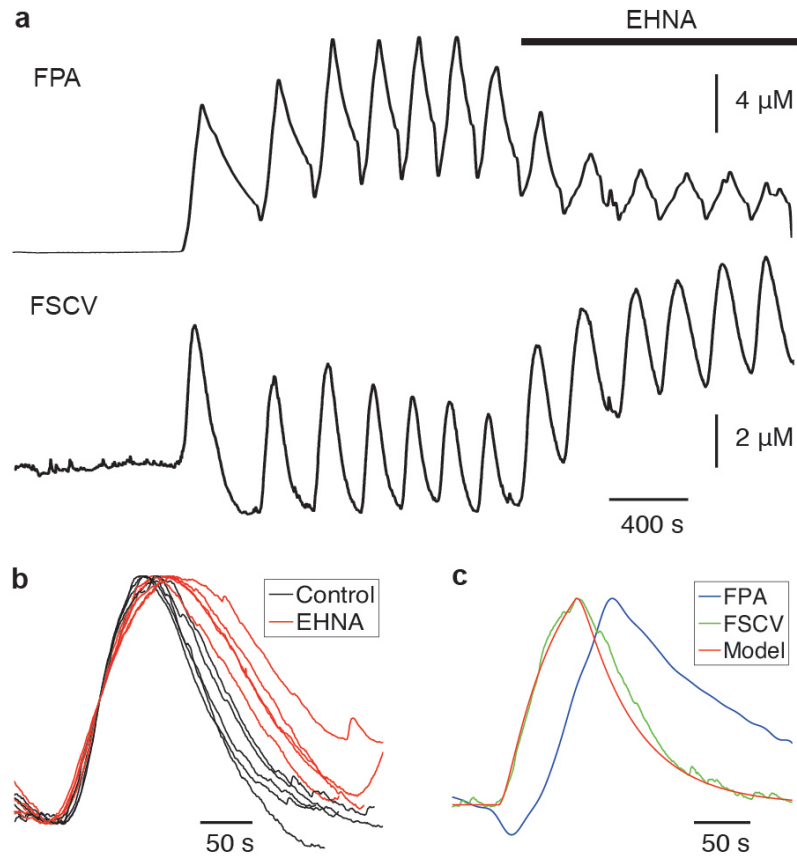 a
EHNA
FPA
4 µM
FSCV
2 µM
400 s
b
Control
EHNA
50 s
c
FPA
FSCV
Model
50 s